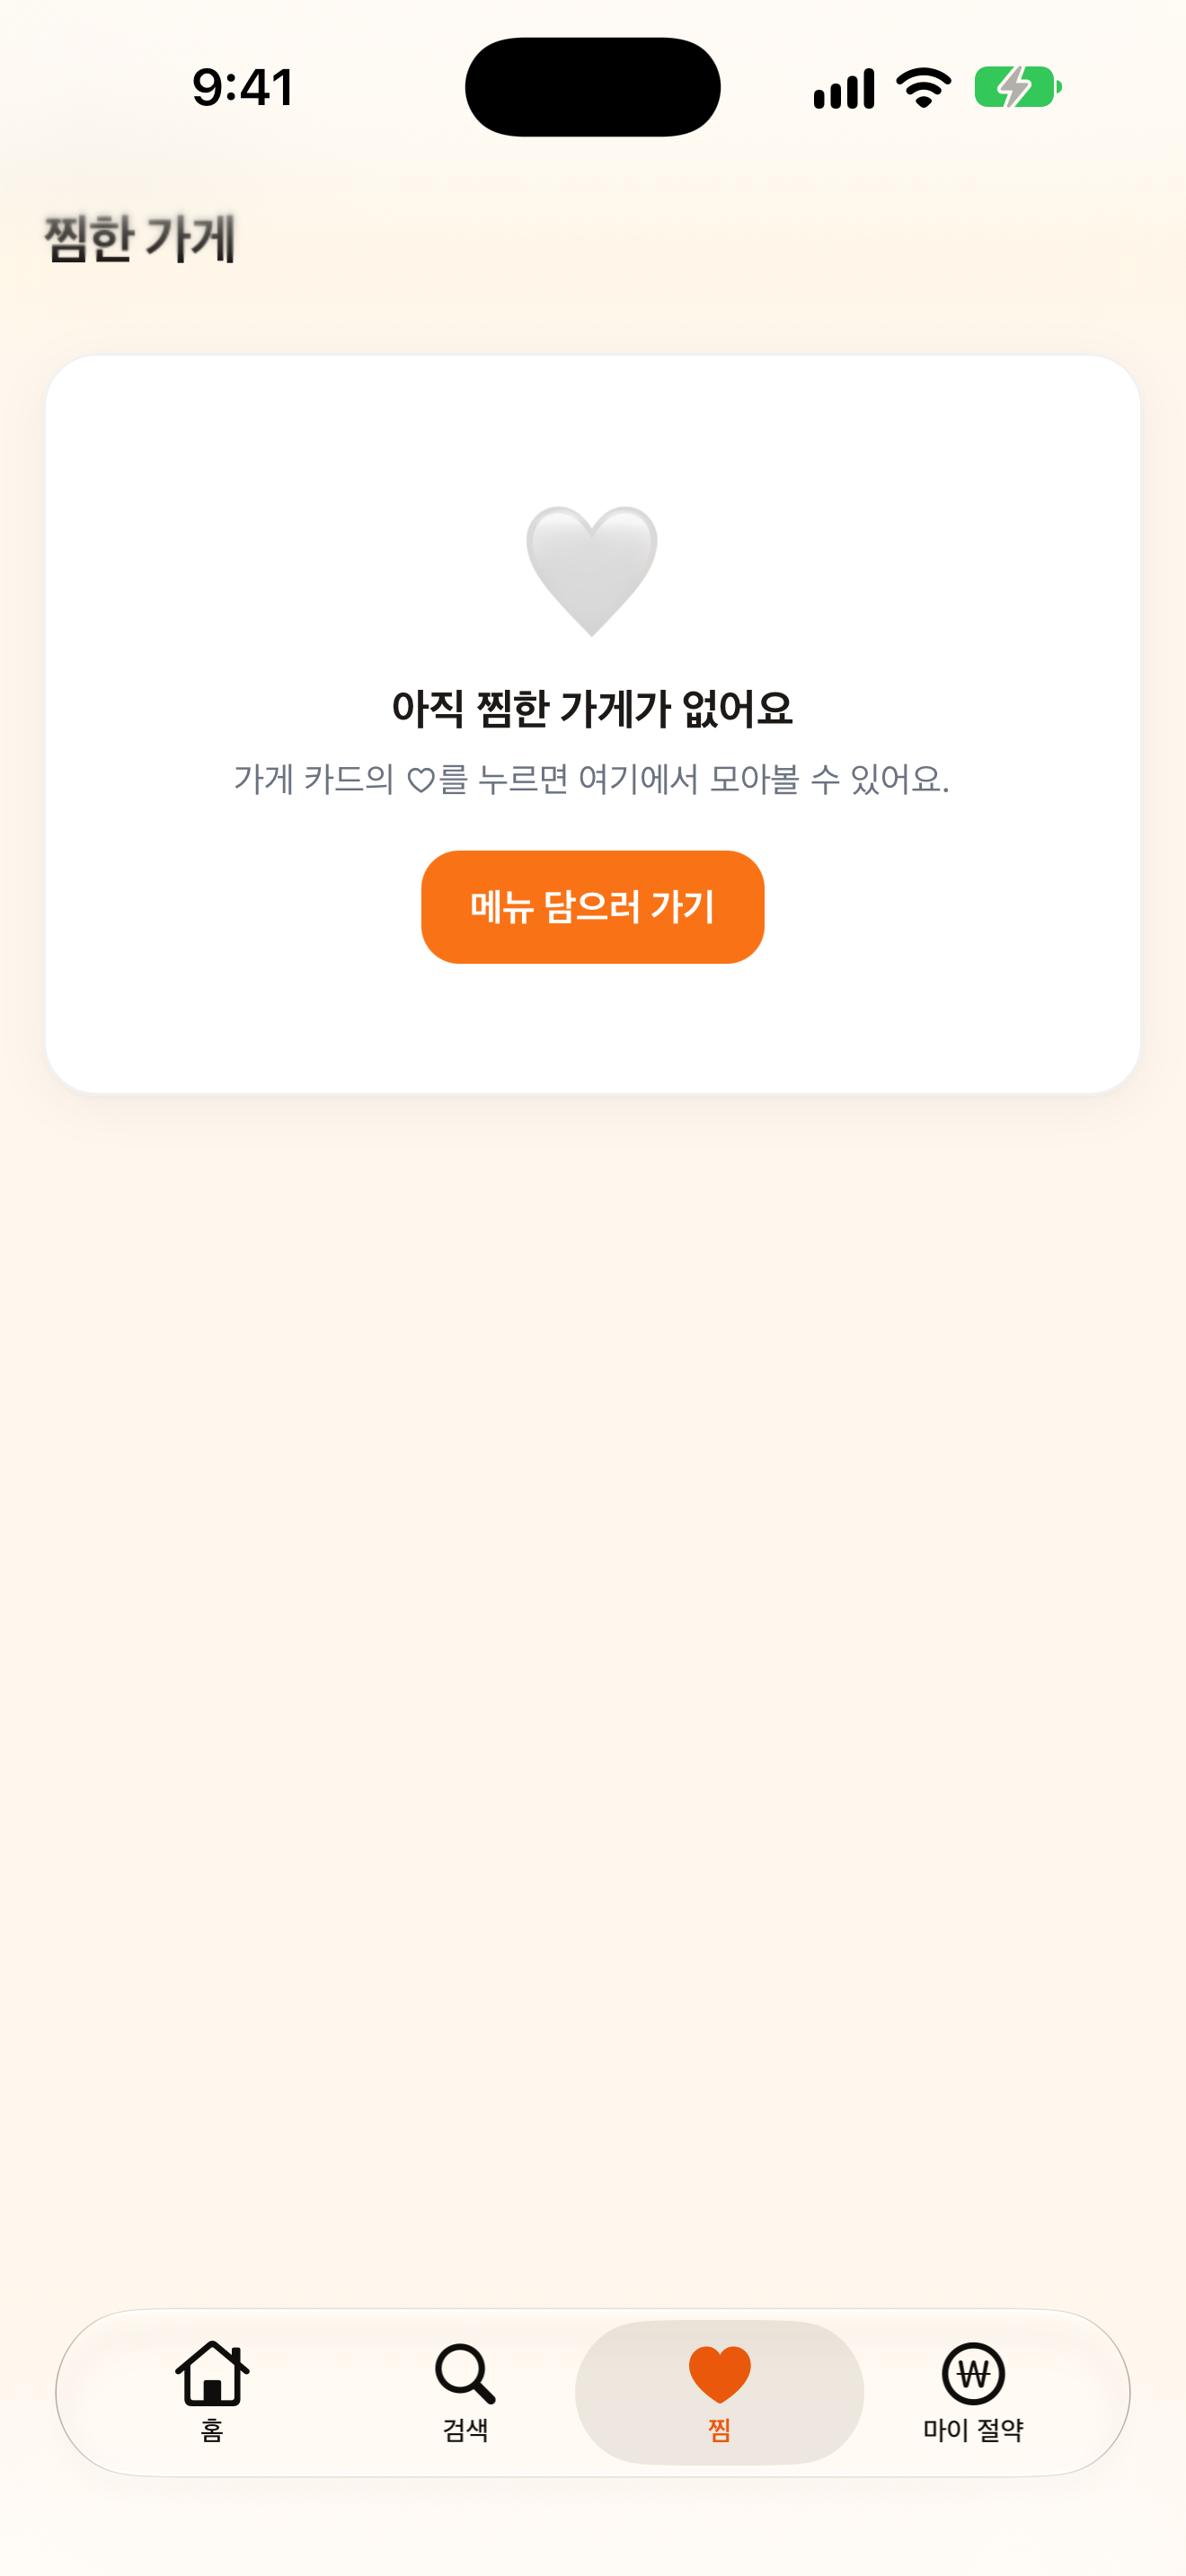 9:41
찜한 가게
아직 찜한 가게가 없어요
가게 카드의 ♡를 누르면 여기에서 모아볼 수 있어요.
메뉴 담으러 가기
홈
검색
찜
마이 절약